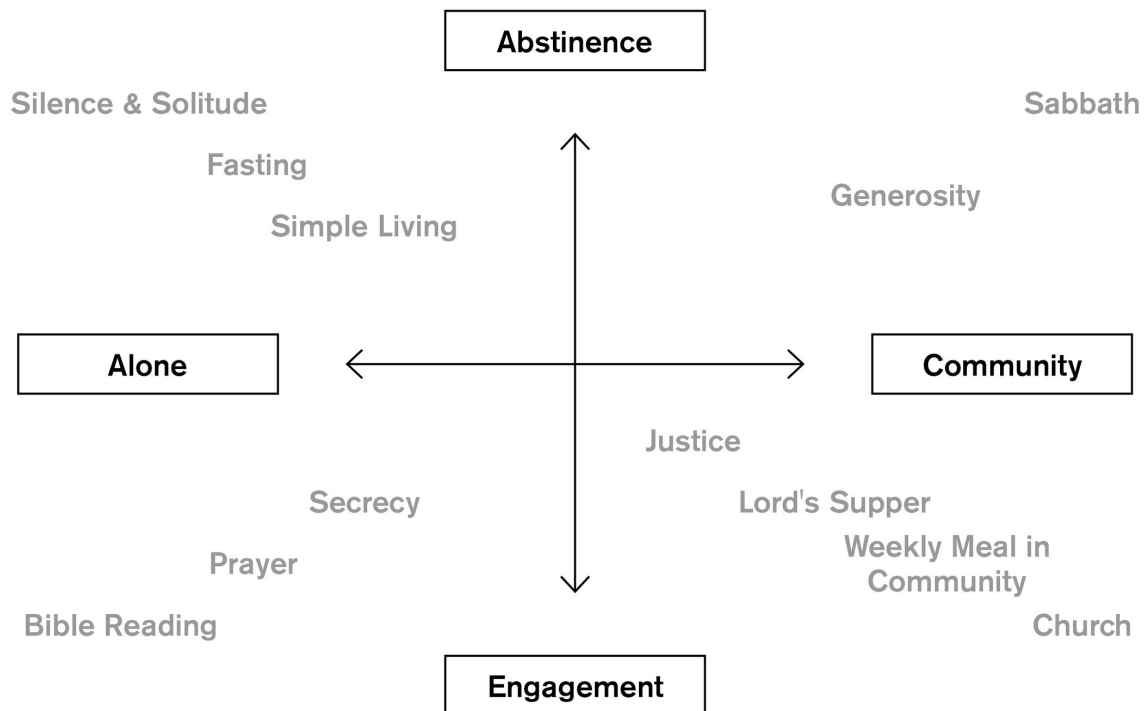 Abstinence
Silence & Solitude
Sabbath
Fasting
Generosity
Simple Living
Alone
Community
Justice
Secrecy
Lord's Supper
Weekly Meal in
Community
Prayer
Bible Reading
Church
Engagement